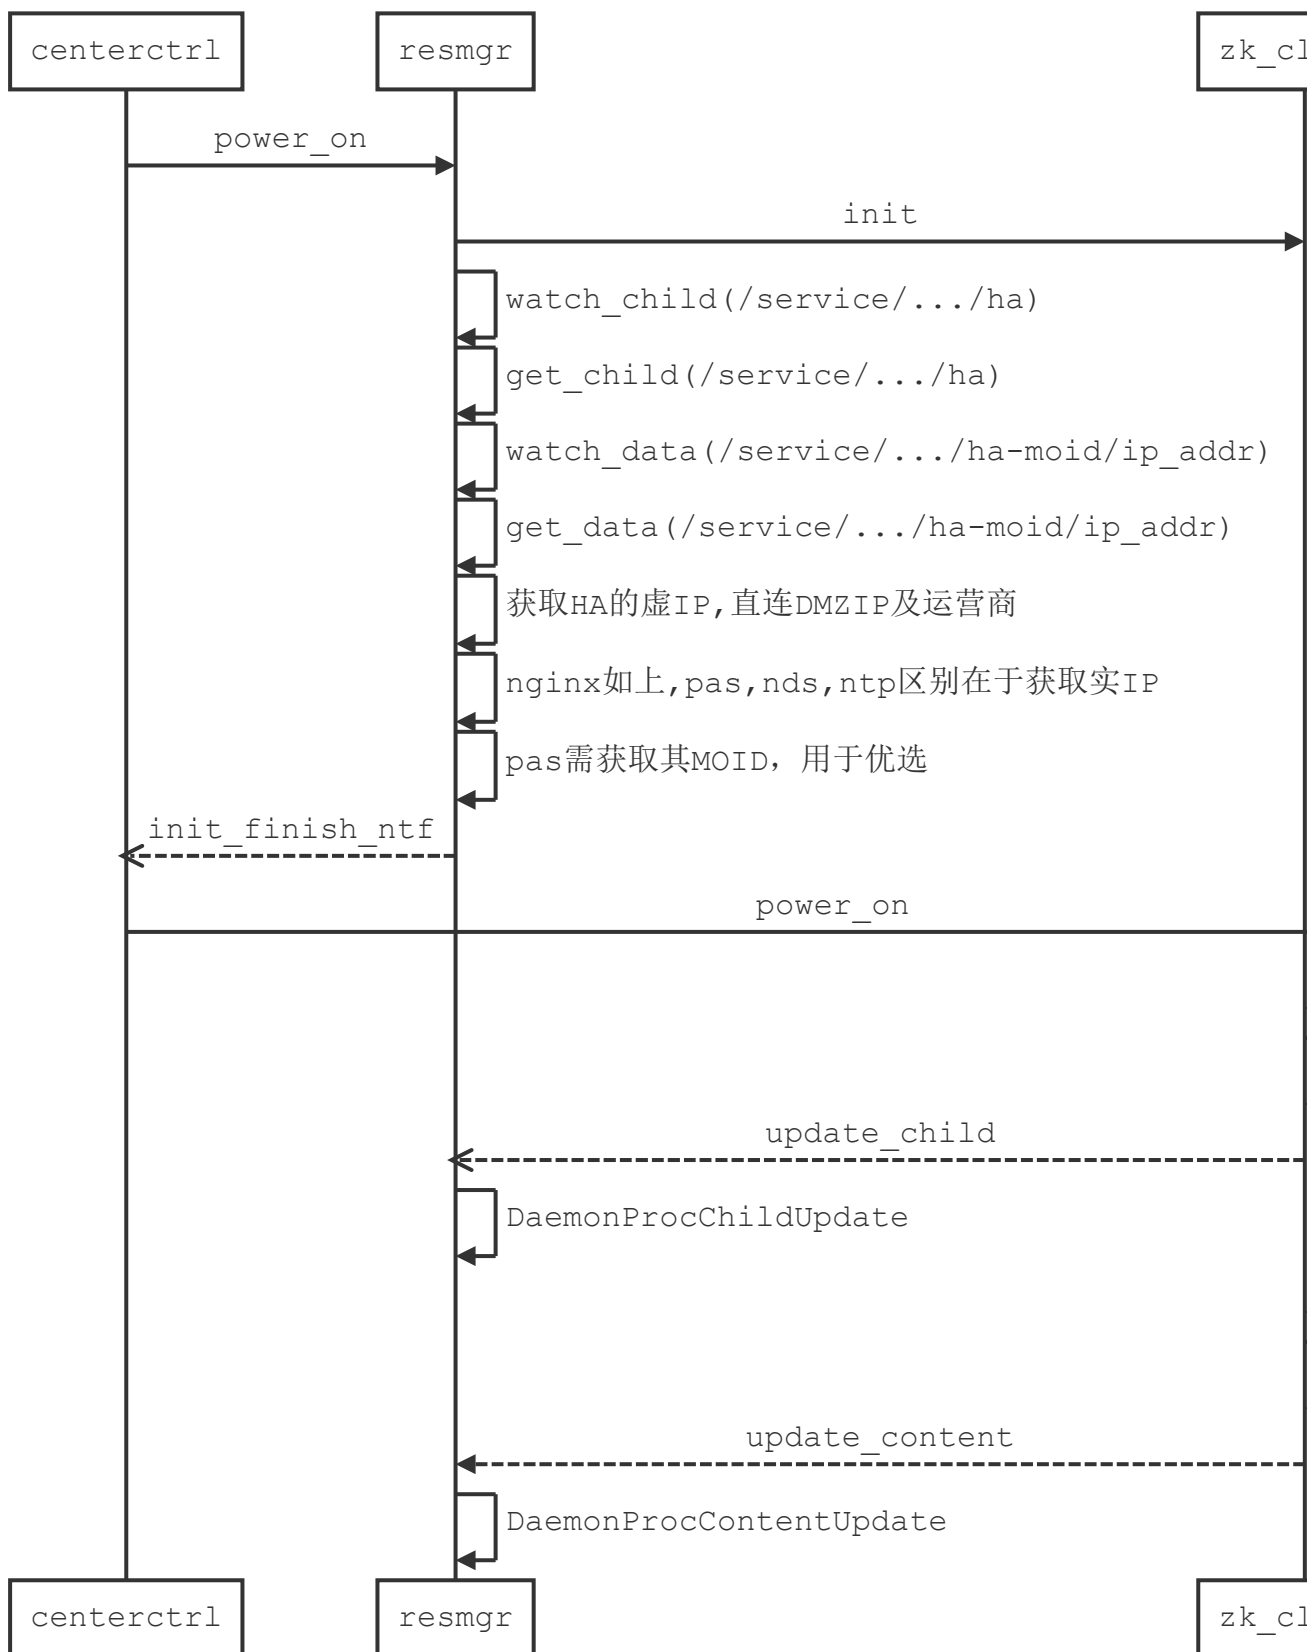 centerctrl resmgr zk_cl
power_on
init
watch_child(/service/.../ha)
get_child(/service/.../ha)
watch_data(/service/.../ha-moid/ip_addr)
get_data(/service/.../ha-moid/ip_addr)
获取HA的虚IP,直连DMZIP及运营商
nginx如上,pas,nds,ntp区别在于获取实IP
pas需获取其MOID，用于优选
init_finish_ntf
power_on
update_child
DaemonProcChildUpdate
update_content
DaemonProcContentUpdate
centerctrl resmgr zk_cl